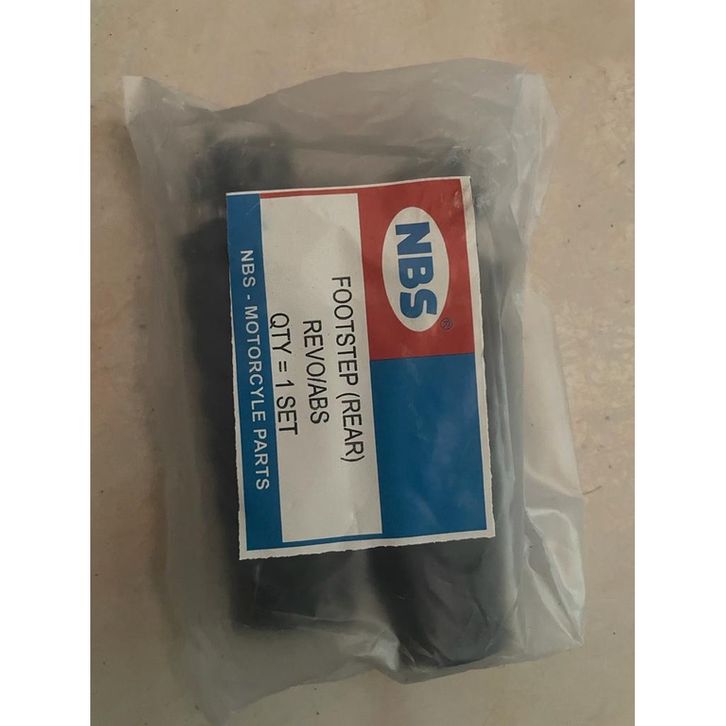 NBS®
FOOTSTEP (REAR)
REVO/ABS
QTY = 1 SET
NBS - MOTORCYLE PARTS